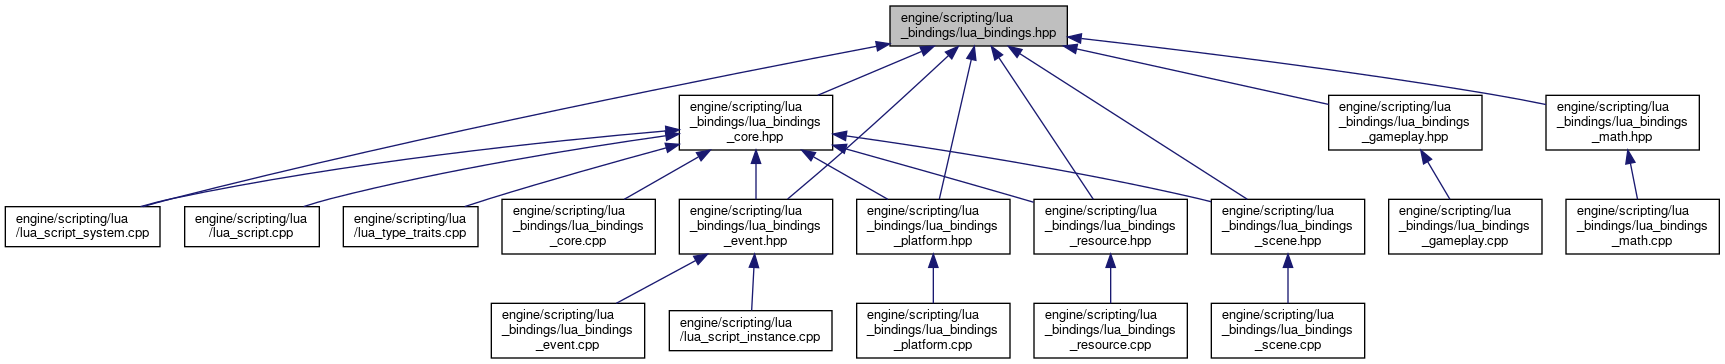 engine/scripting/lua
_bindings/lua_bindings.hpp
engine/scripting/lua
_bindings/lua_bindings
_core.hpp
engine/scripting/lua
_bindings/lua_bindings
_gameplay.hpp
engine/scripting/lua
_bindings/lua_bindings
_math.hpp
engine/scripting/lua
/lua_script_system.cpp
engine/scripting/lua
/lua_script.cpp
engine/scripting/lua
/lua_type_traits.cpp
engine/scripting/lua
_bindings/lua_bindings
_core.cpp
engine/scripting/lua
_bindings/lua_bindings
_event.hpp
engine/scripting/lua
_bindings/lua_bindings
_platform.hpp
engine/scripting/lua
_bindings/lua_bindings
_resource.hpp
engine/scripting/lua
_bindings/lua_bindings
_scene.hpp
engine/scripting/lua
_bindings/lua_bindings
_gameplay.cpp
engine/scripting/lua
_bindings/lua_bindings
_math.cpp
engine/scripting/lua
_bindings/lua_bindings
_event.cpp
engine/scripting/lua
/lua_script_instance.cpp
engine/scripting/lua
_bindings/lua_bindings
_platform.cpp
engine/scripting/lua
_bindings/lua_bindings
_resource.cpp
engine/scripting/lua
_bindings/lua_bindings
_scene.cpp